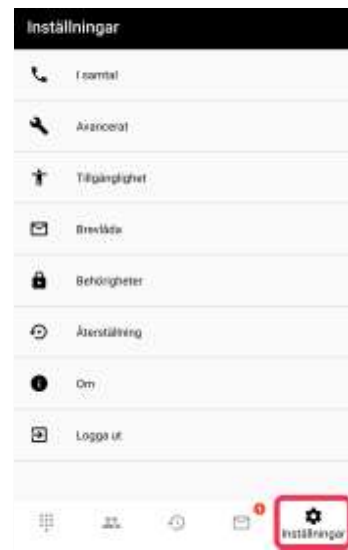 Inställningar
I samtal
Avancerat
Tillgänglighet
Brevlåda
Behörigheter
Återställning
Om
Logga ut
Inställningar